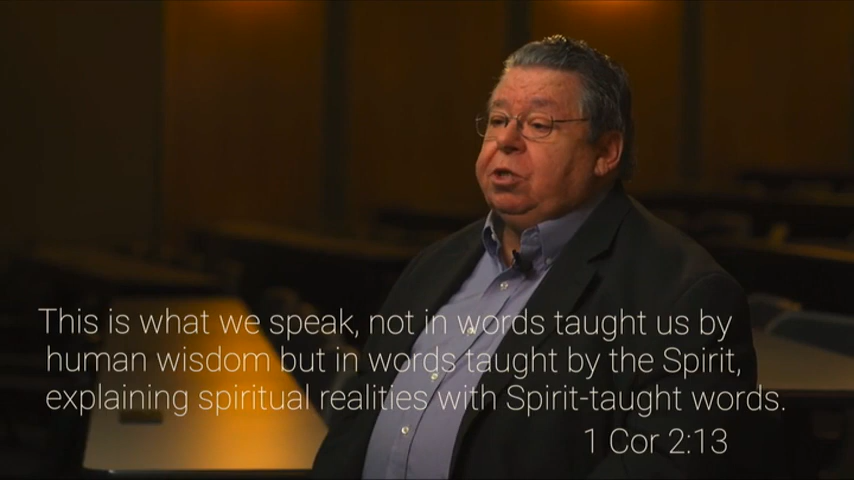 This is what we speak, not in words taught us by
human wisdom but in words taught by the Spirit,
explaining spiritual realities with Spirit-taught words.
1 Cor 2:13